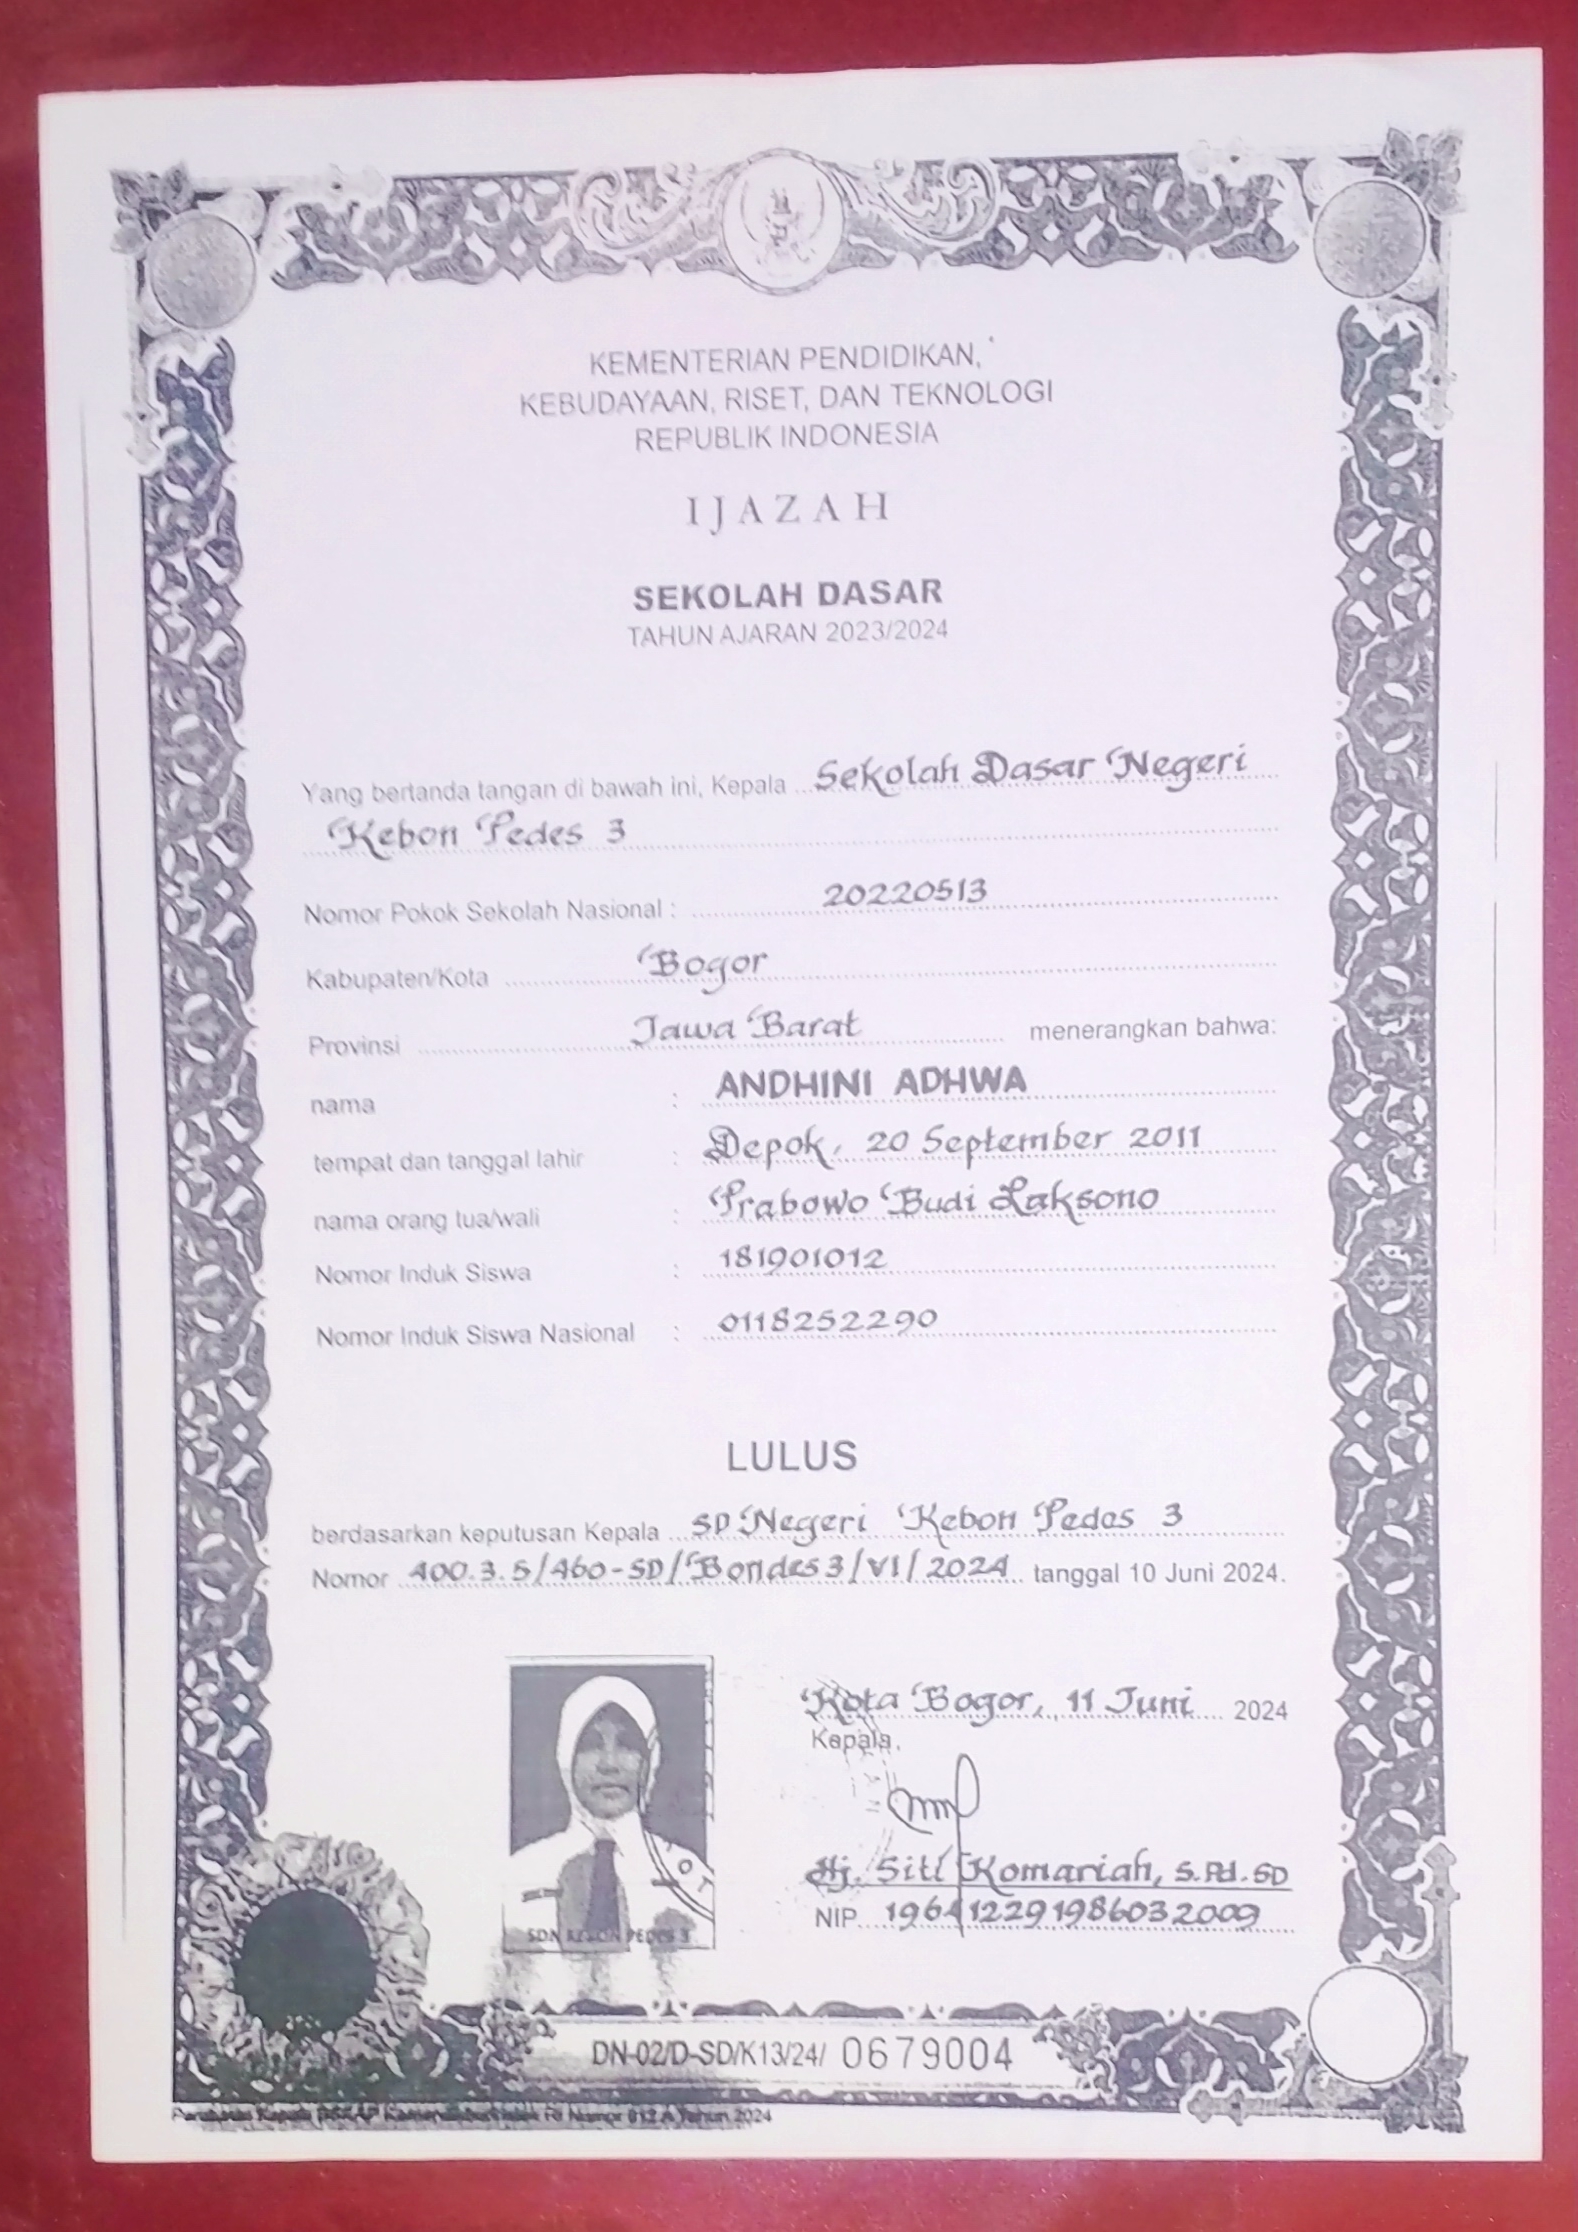 KEMENTERIAN PENDIDIKAN,
KEBUDAYAAN, RISET, DAN TEKNOLOGI
REPUBLIK INDONESIA
IJAZAH
SEKOLAH DASAR
TAHUN AJARAN 2023/2024
Yang bertanda tangan di bawah ini, Kepala Sekolah Dasar Negeri
Kebon Pedes 3
Nomor Pokok Sekolah Nasional : 20220513
Kabupaten/Kota Bogor
Provinsi Jawa Barat menerangkan bahwa:
nama : ANDHINI ADHWA
tempat dan tanggal lahir : Depok, 20 September 2011
nama orang tua/wali : Prabowo Budi Laksono
Nomor Induk Siswa : 181901012
Nomor Induk Siswa Nasional : 0118252290
LULUS
berdasarkan keputusan Kepala SD Negeri Kebon Pedes 3
Nomor 400.3.5/460-SD/Bondes3/VI/2024 tanggal 10 Juni 2024.
Kota Bogor, 11 Juni 2024
Kepala,
Hj. Siti Komariah, S.Pd.SD
NIP 196412291986032009
SDN KEBON PEDES 3
DN-02/D-SD/K13/24/ 0679004
Kepala Nomor 012 Tahun 2024